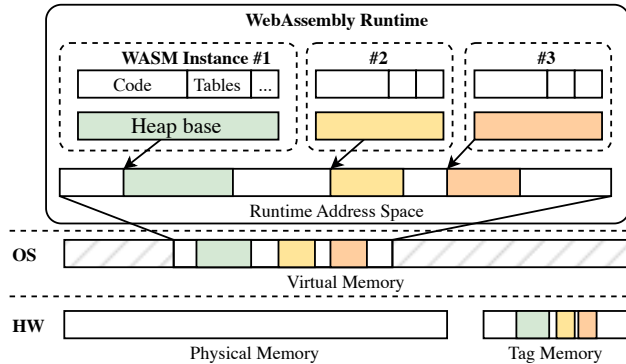 WebAssembly Runtime
WASM Instance #1
#2
#3
Code
Tables
...
Heap base
Runtime Address Space
OS
Virtual Memory
HW
Physical Memory
Tag Memory